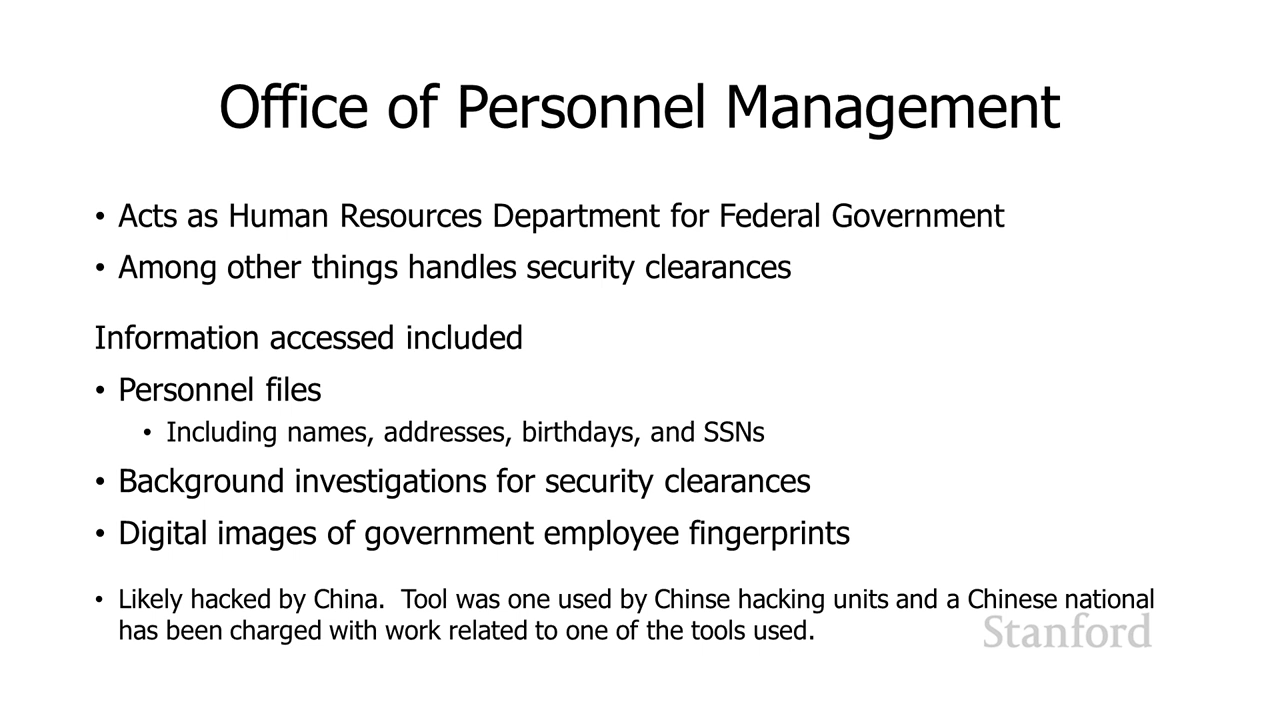 Office of Personnel Management
• Acts as Human Resources Department for Federal Government
• Among other things handles security clearances
Information accessed included
• Personnel files
• Including names, addresses, birthdays, and SSNs
• Background investigations for security clearances
• Digital images of government employee fingerprints
• Likely hacked by China.  Tool was one used by Chinse hacking units and a Chinese national
has been charged with work related to one of the tools used.
Stanford